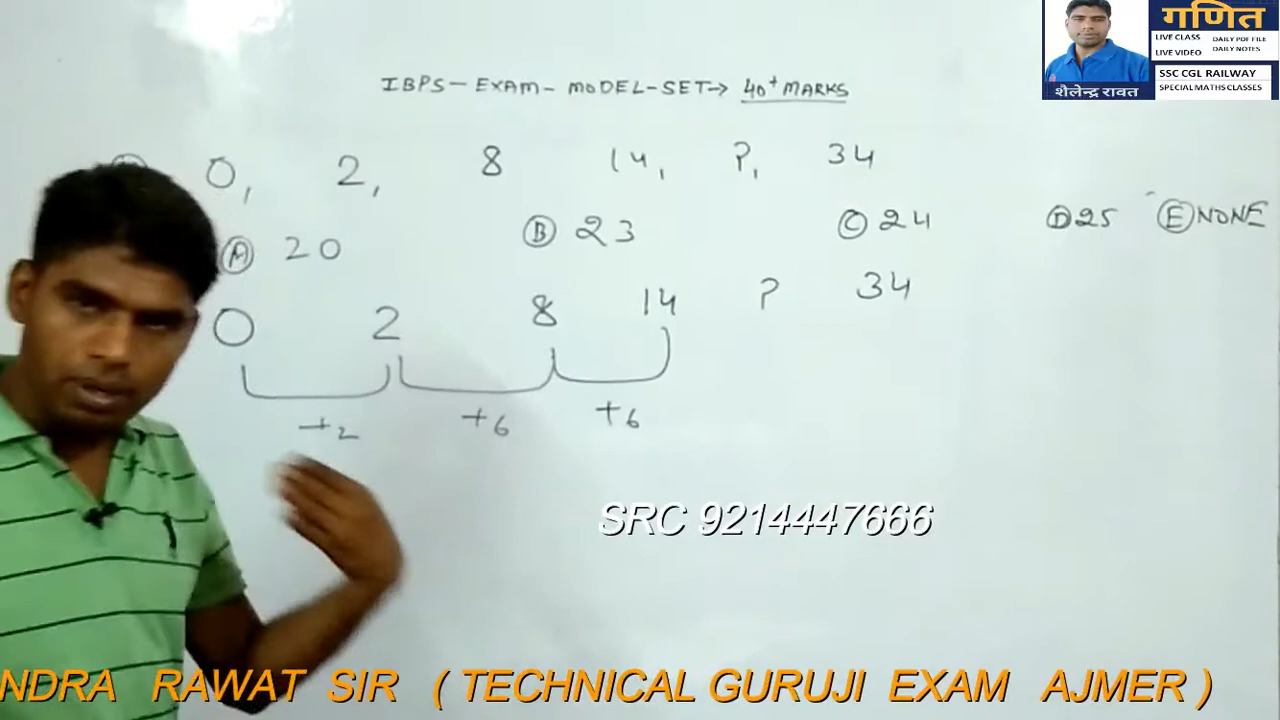 गणित
LIVE CLASS DAILY PDF FILE
LIVE VIDEO DAILY NOTES
SSC CGL RAILWAY
SPECIAL MATHS CLASSES
शैलेन्द्र रावत
IBPS-EXAM-MODEL-SET→ 40+ MARKS
0, 2, 8 14, ?, 34
(A) 20 (B) 23 (C) 24 (D) 25 (E) NONE
0 2 8 14 ? 34
+2 +6 +6
SRC 9214447666
NDRA RAWAT SIR ( TECHNICAL GURUJI EXAM AJMER )